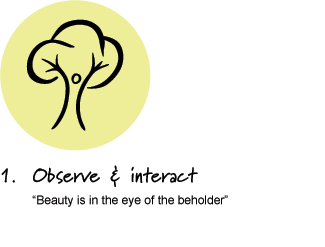 1. Observe & interact
“Beauty is in the eye of the beholder”